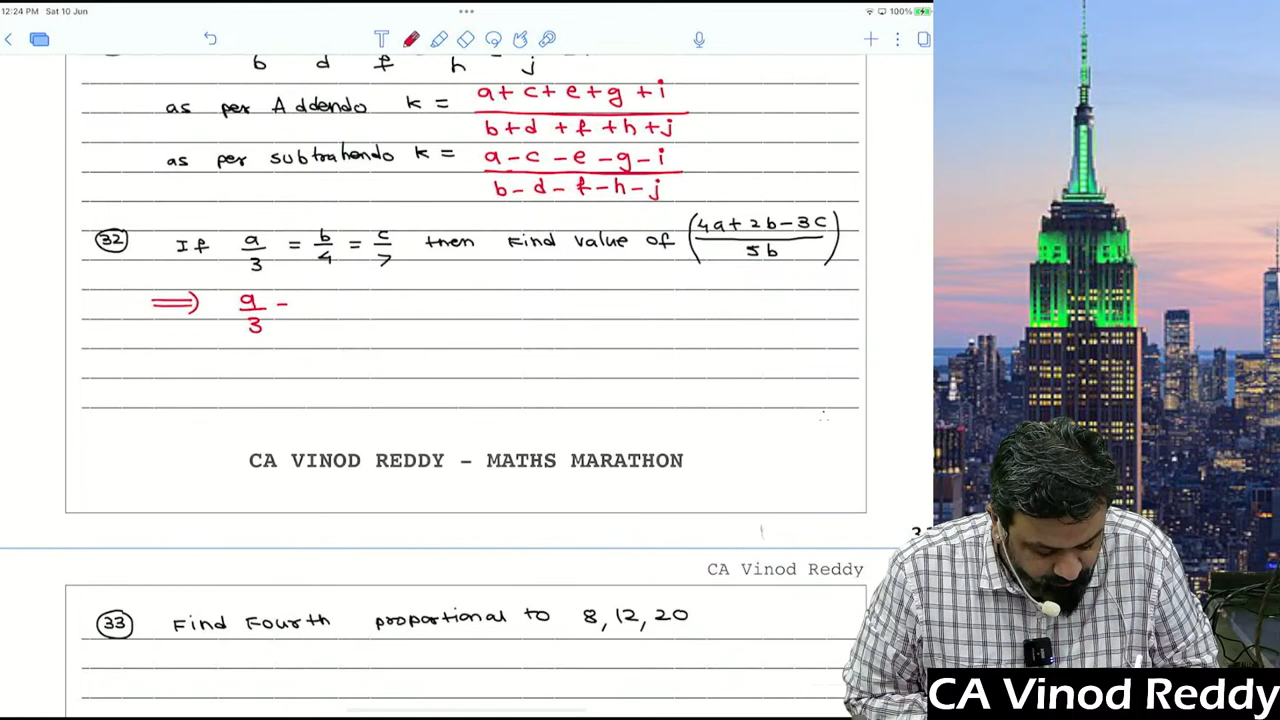 12:24 PM Sat 10 Jun
100%
b d f h j
as per Addendo k = a+c+e+g+i / b+d+f+h+j
as per subtrahendo k = a-c-e-g-i / b-d-f-h-j
32 If a/3 = b/4 = c/7 then Find value of (4a+2b-3c / 5b)
⟹ a/3 -
CA VINOD REDDY - MATHS MARATHON
CA Vinod Reddy
33 Find Fourth proportional to 8, 12, 20
CA Vinod Reddy